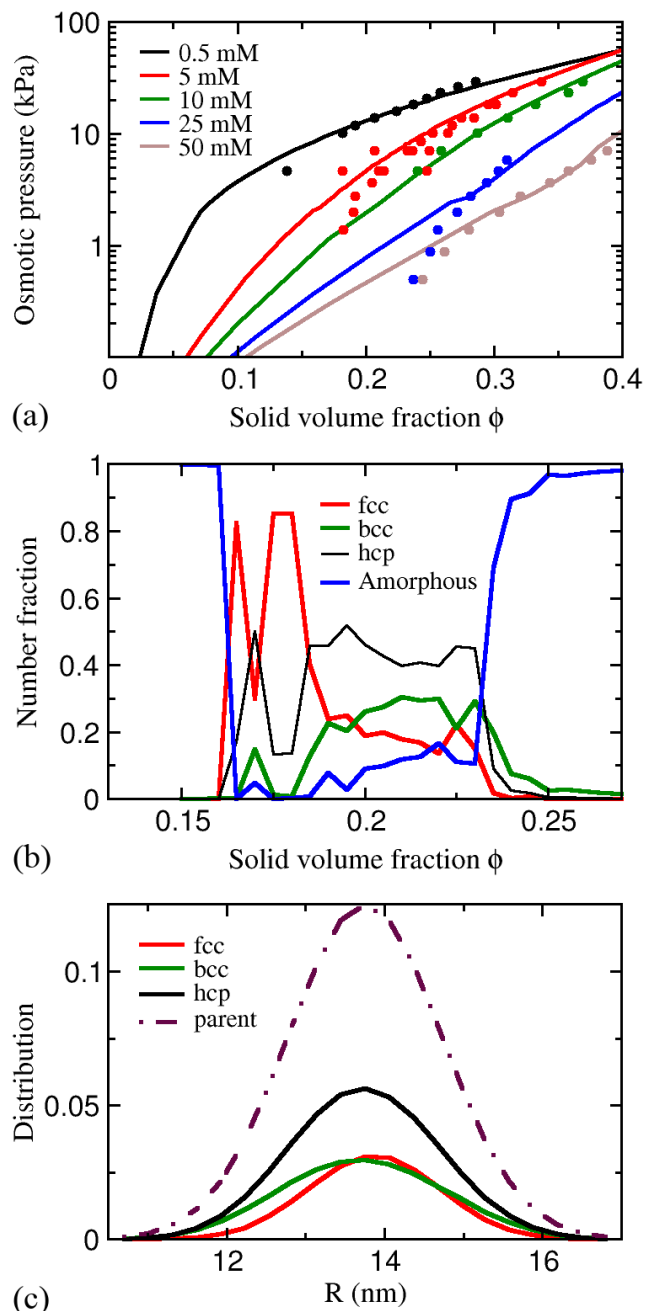 100
10
1
Osmotic pressure (kPa)
0.5 mM
5 mM
10 mM
25 mM
50 mM
0 0.1 0.2 0.3 0.4
(a)
Solid volume fraction ϕ
1
0.8
0.6
0.4
0.2
0
Number fraction
fcc
bcc
hcp
Amorphous
0.15 0.2 0.25
(b)
Solid volume fraction ϕ
0.1
0.05
0
Distribution
fcc
bcc
hcp
parent
12 14 16
(c)
R (nm)